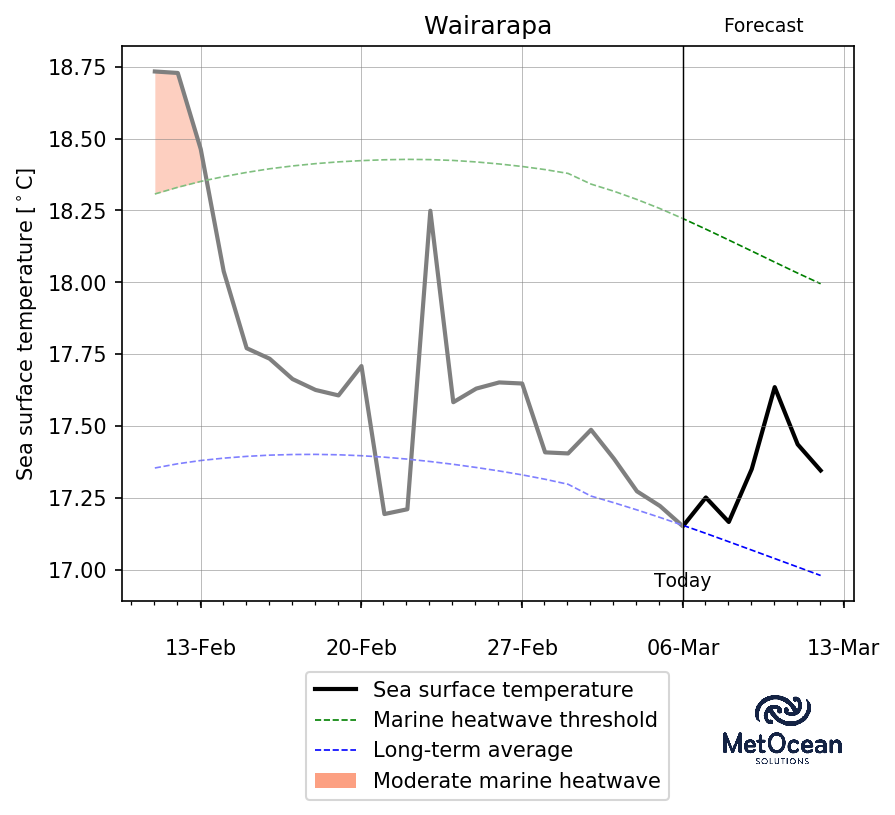 Wairarapa
Forecast
Sea surface temperature [°C]
18.75
18.50
18.25
18.00
17.75
17.50
17.25
17.00
Today
13-Feb
20-Feb
27-Feb
06-Mar
13-Mar
Sea surface temperature
Marine heatwave threshold
Long-term average
Moderate marine heatwave
MetOcean
SOLUTIONS